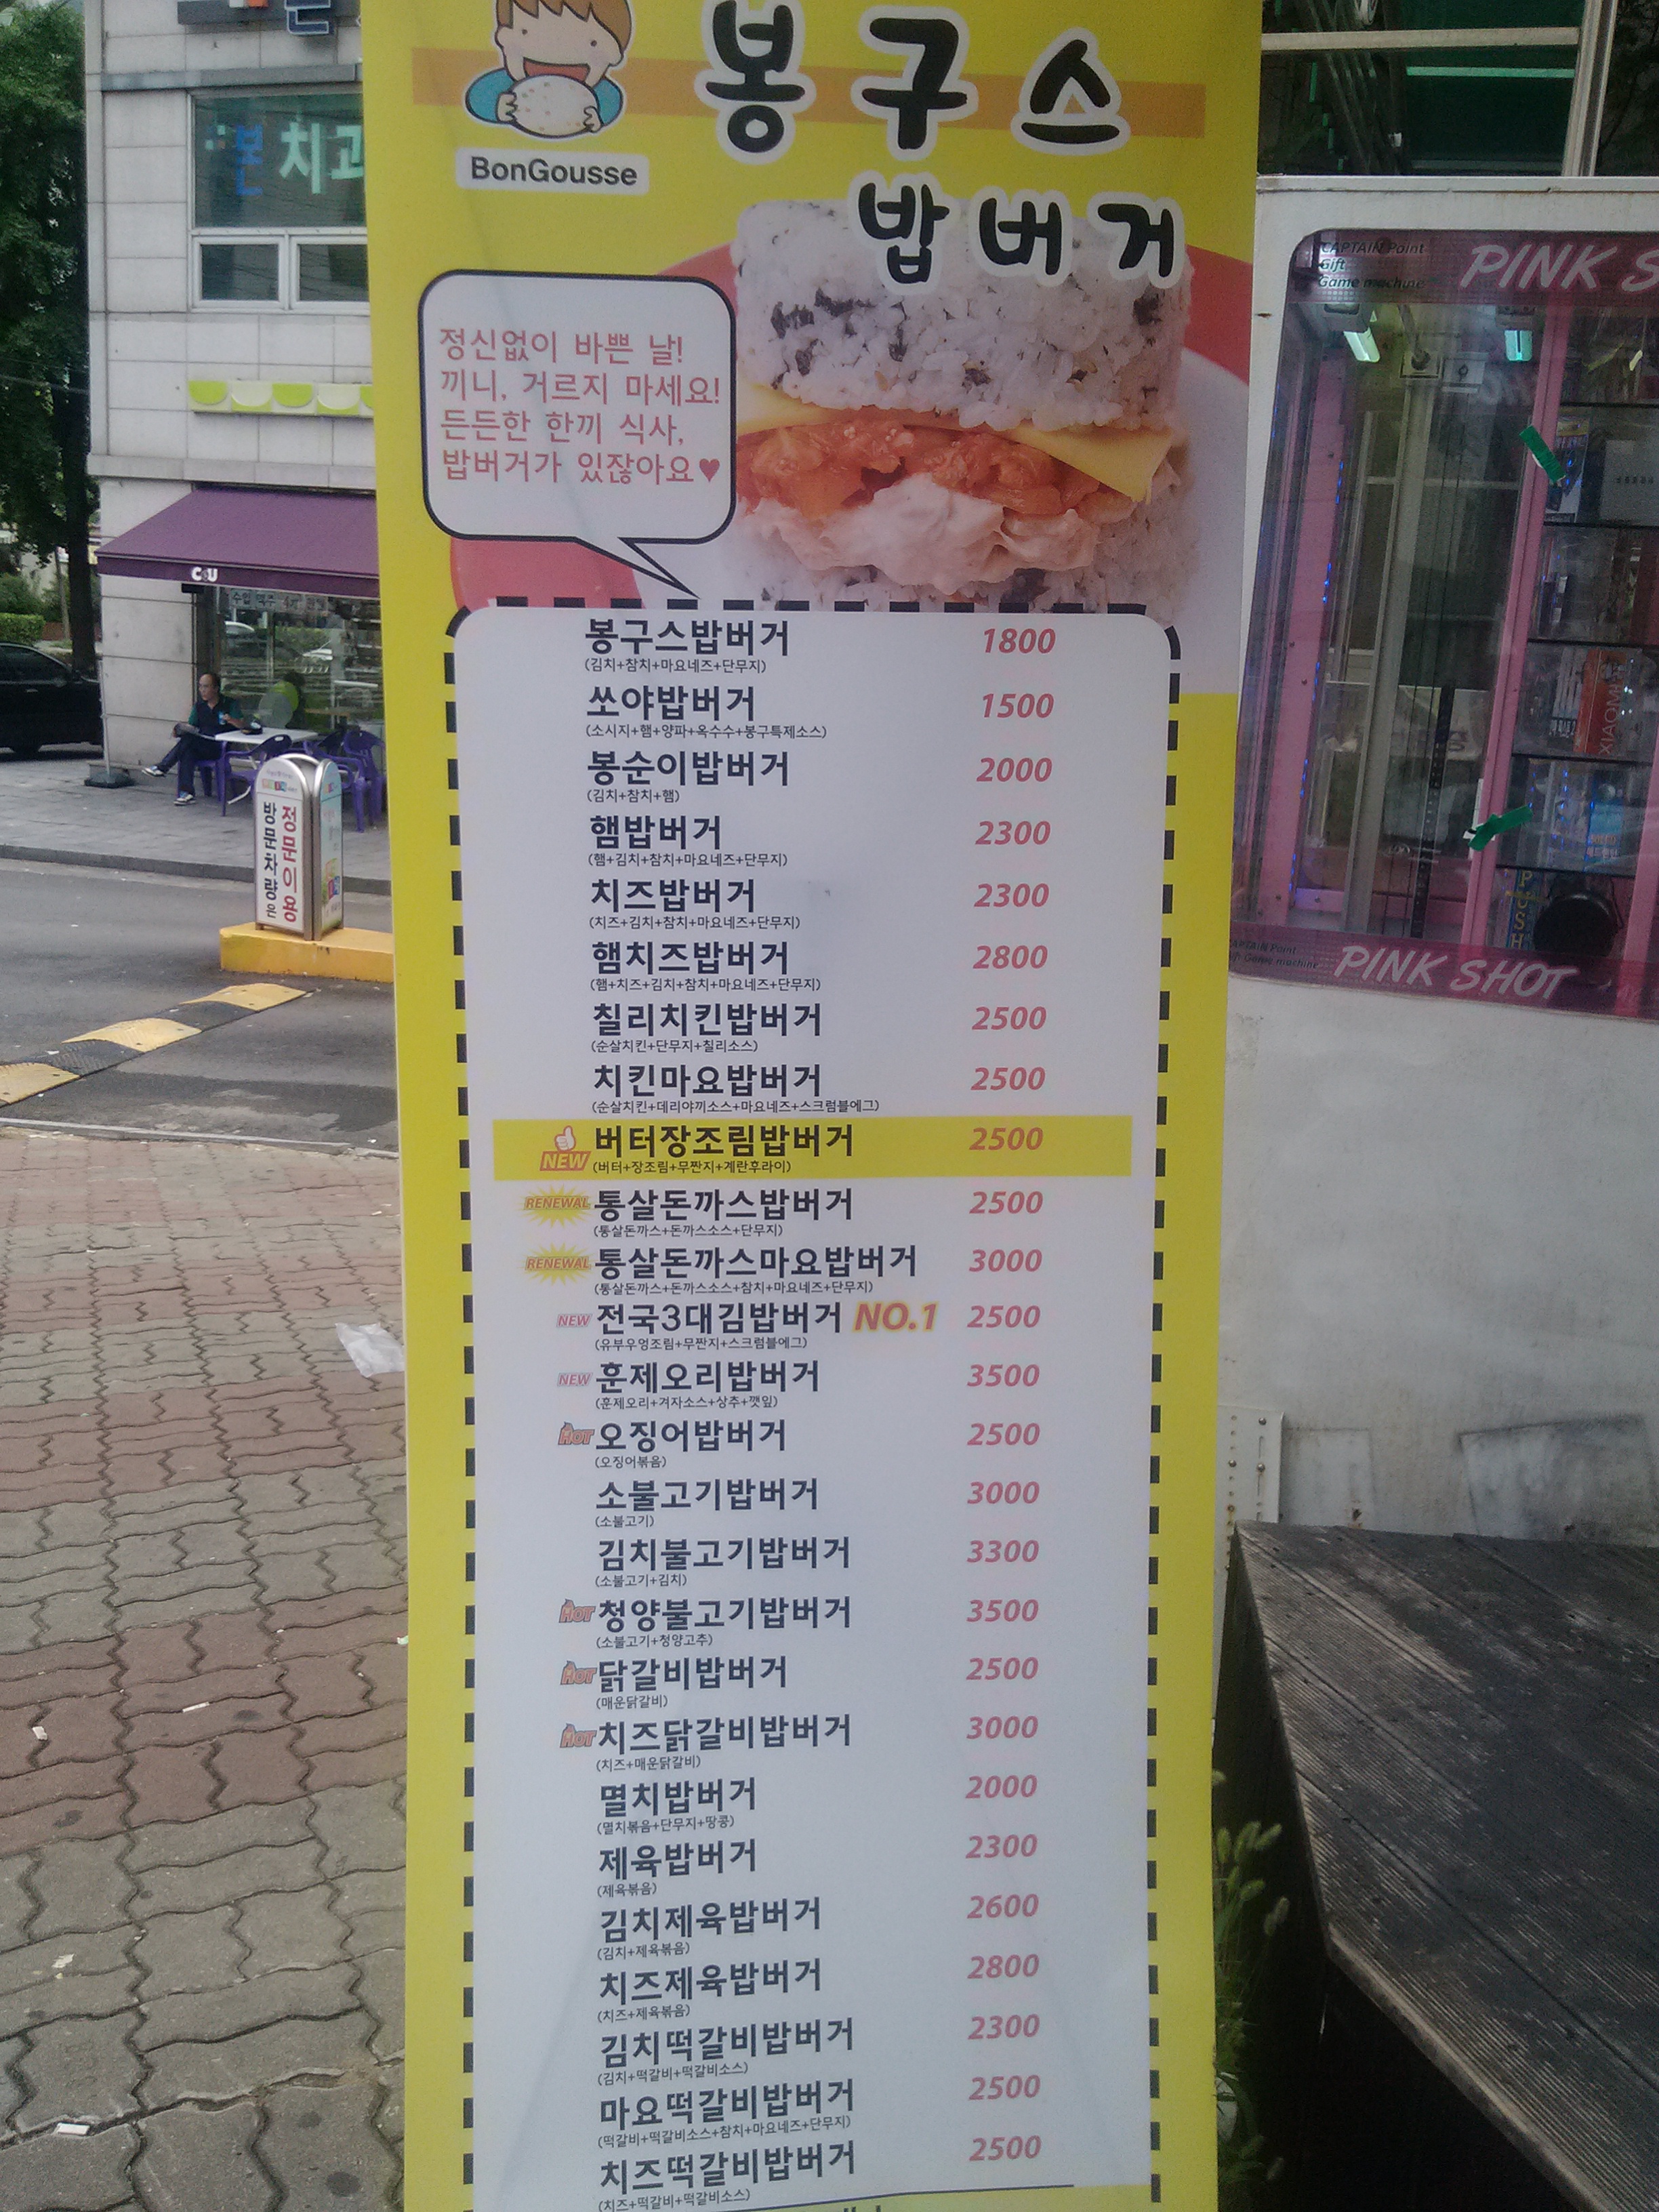 봉구스
밥버거
BonGousse
정신없이 바쁜 날!
끼니, 거르지 마세요!
든든한 한끼 식사,
밥버거가 있잖아요♥
봉구스밥버거 1800
(김치+참치+마요네즈+단무지)
쏘야밥버거 1500
(소시지+햄+양파+옥수수+봉구특제소스)
봉순이밥버거 2000
(김치+참치+햄)
햄밥버거 2300
(햄+김치+참치+마요네즈+단무지)
치즈밥버거 2300
(치즈+김치+참치+마요네즈+단무지)
햄치즈밥버거 2800
(햄+치즈+김치+참치+마요네즈+단무지)
칠리치킨밥버거 2500
(순살치킨+단무지+칠리소스)
치킨마요밥버거 2500
(순살치킨+데리야끼소스+마요네즈+스크럼블에그)
NEW 버터장조림밥버거 2500
(버터+장조림+무짠지+계란후라이)
RENEWAL 통살돈까스밥버거 2500
(통살돈까스+돈까스소스+단무지)
RENEWAL 통살돈까스마요밥버거 3000
(통살돈까스+돈까스소스+참치+마요네즈+단무지)
NEW 전국3대김밥버거 NO.1 2500
(유부우엉조림+무짠지+스크럼블에그)
NEW 훈제오리밥버거 3500
(훈제오리+겨자소스+상추+깻잎)
HOT 오징어밥버거 2500
(오징어볶음)
소불고기밥버거 3000
(소불고기)
김치불고기밥버거 3300
(소불고기+김치)
HOT 청양불고기밥버거 3500
(소불고기+청양고추)
HOT 닭갈비밥버거 2500
(매운닭갈비)
HOT 치즈닭갈비밥버거 3000
(치즈+매운닭갈비)
멸치밥버거 2000
(멸치볶음+단무지+땅콩)
제육밥버거 2300
(제육볶음)
김치제육밥버거 2600
(김치+제육볶음)
치즈제육밥버거 2800
(치즈+제육볶음)
김치떡갈비밥버거 2300
(김치+떡갈비+떡갈비소스)
마요떡갈비밥버거 2500
(떡갈비+떡갈비소스+참치+마요네즈+단무지)
치즈떡갈비밥버거 2500
(치즈+떡갈비+떡갈비소스)
본 치과
CU
정문이용
방문차량은
CAPTAIN Point
Gift
Game machine
PINK S
XIAOMI
PUSH
Game machine
PINK SHOT